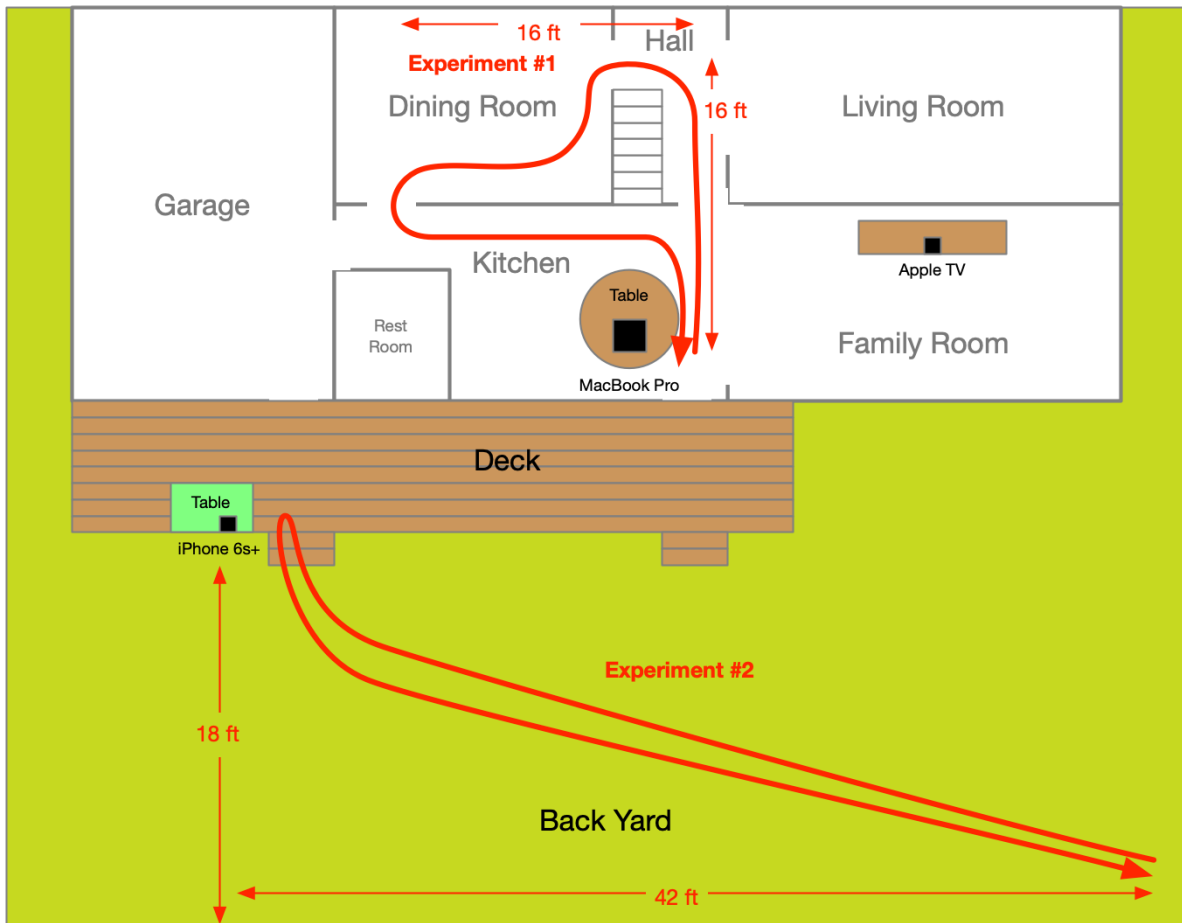 16 ft
Hall
Experiment #1
Dining Room
16 ft
Living Room
Garage
Kitchen
Apple TV
Table
Rest
Room
Family Room
MacBook Pro
Deck
Table
iPhone 6s+
Experiment #2
18 ft
Back Yard
42 ft